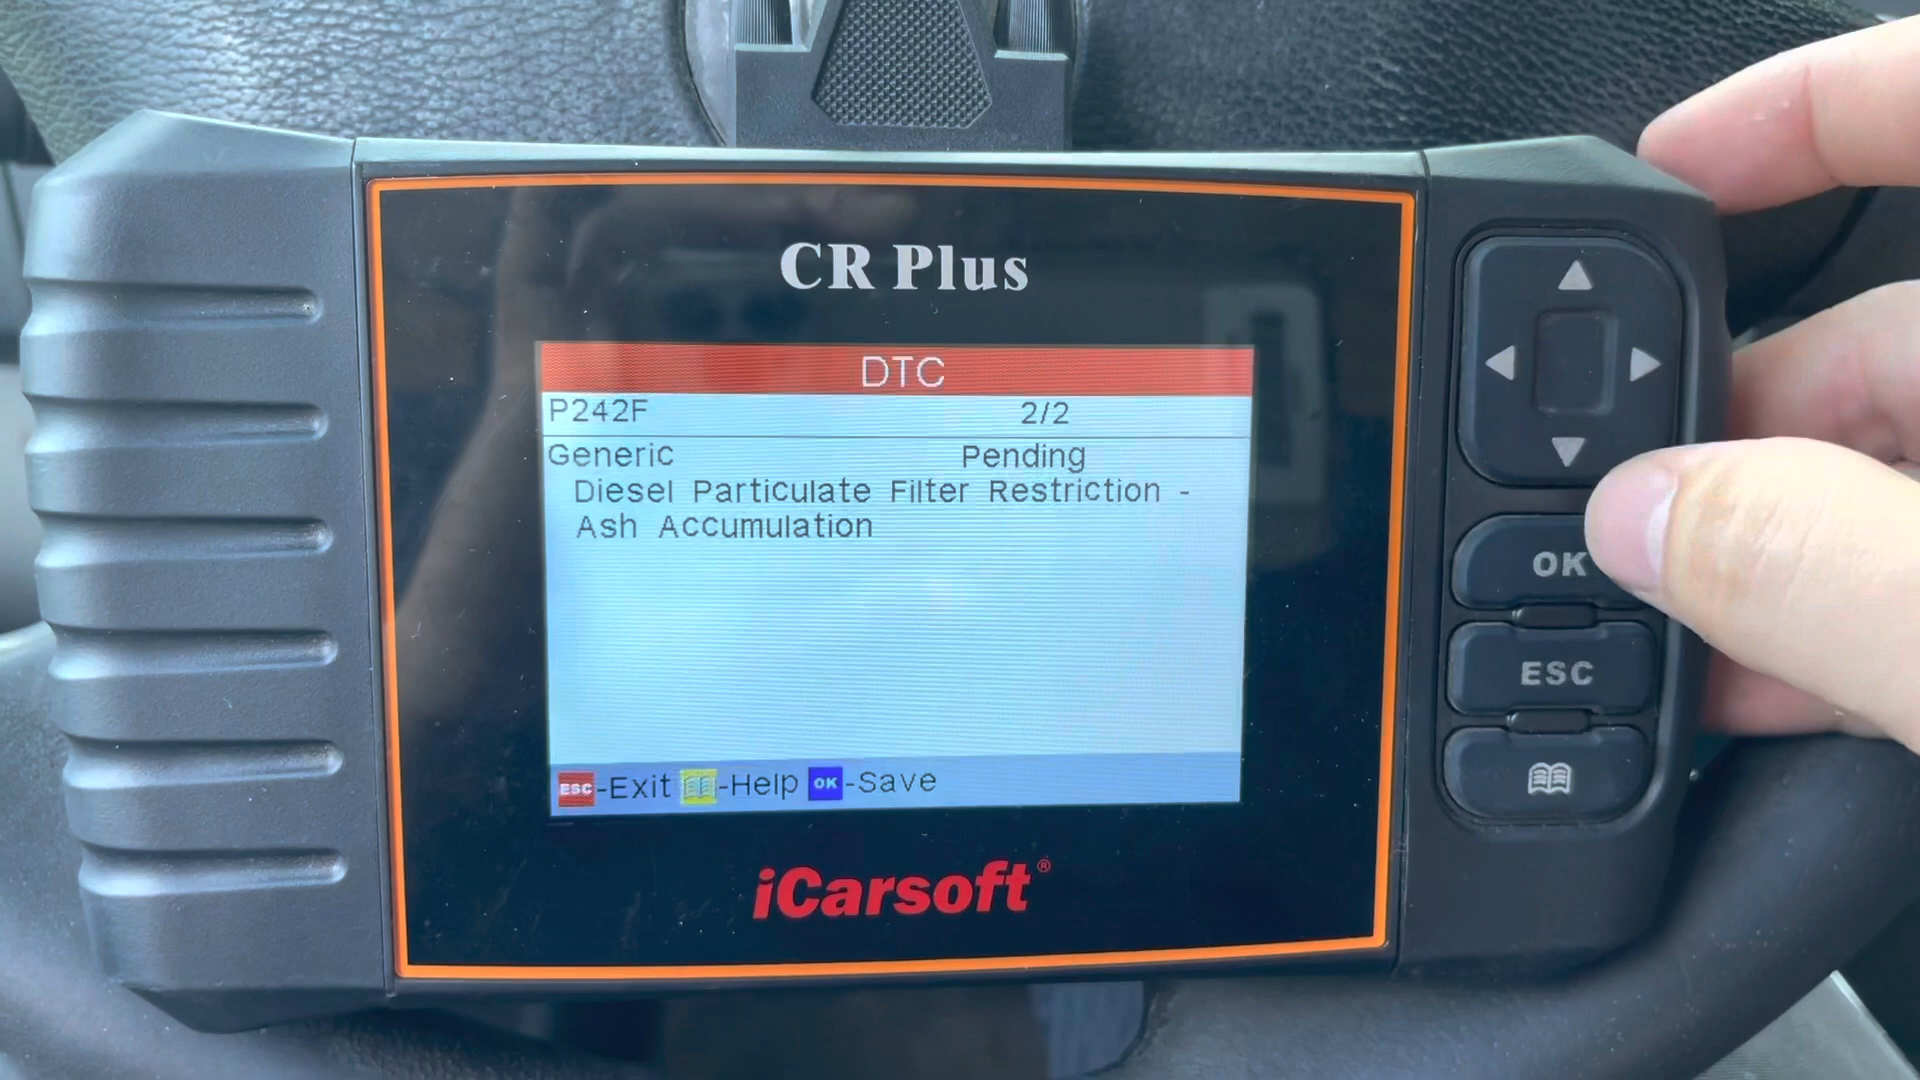 CR Plus
DTC
P242F 2/2
Generic Pending
Diesel Particulate Filter Restriction -
Ash Accumulation
ESC -Exit -Help OK -Save
iCarsoft®
OK
ESC